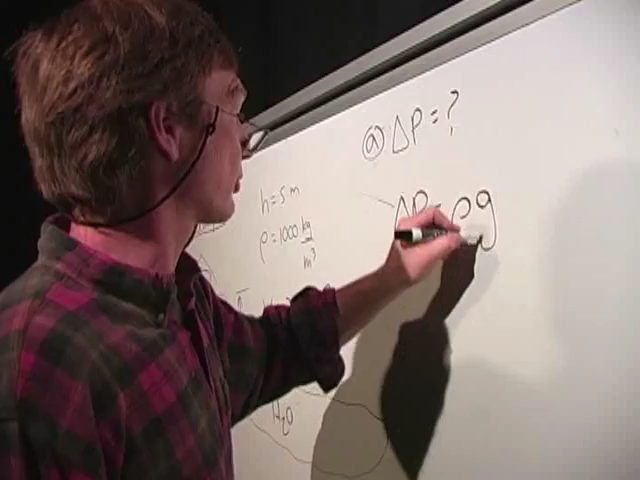 ⓐ ΔP = ?
h = 5 m
ρ = 1000 kg/m³
ΔP = ρg
H₂O